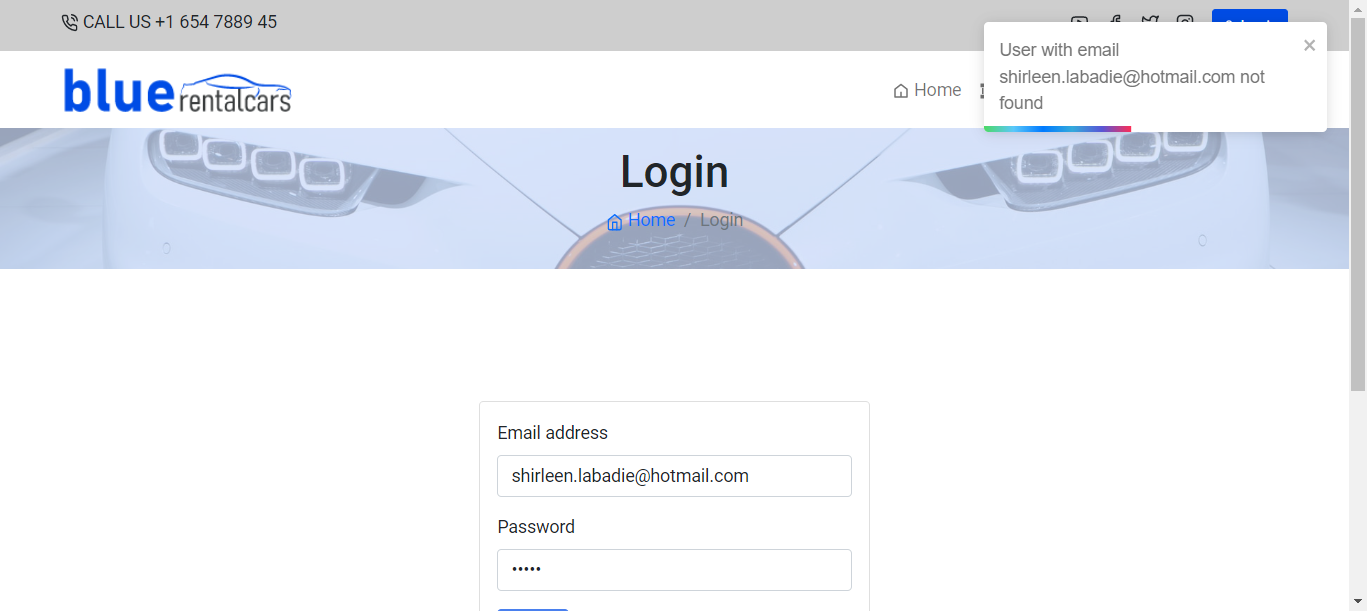 CALL US +1 654 7889 45
User with email
shirleen.labadie@hotmail.com not
found
blue rentalcars
Home
Login
Home / Login
Email address
shirleen.labadie@hotmail.com
Password
•••••